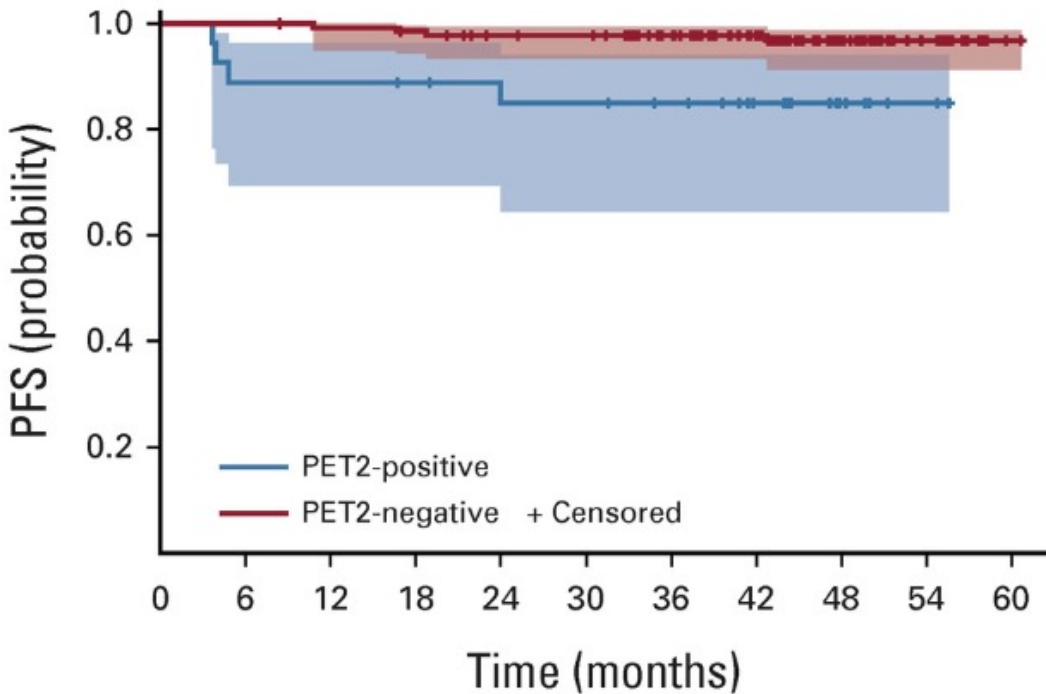 PFS (probability)
1.0
0.8
0.6
0.4
0.2
PET2-positive
PET2-negative + Censored
0 6 12 18 24 30 36 42 48 54 60
Time (months)